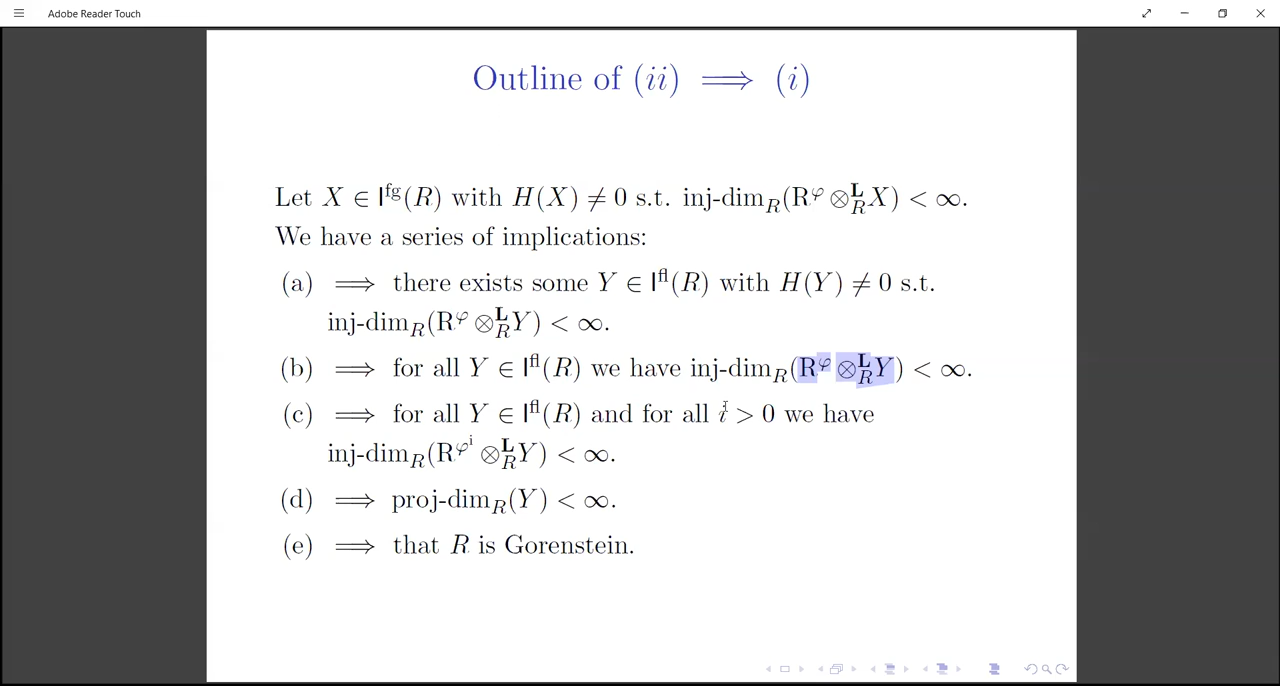 Adobe Reader Touch
Outline of (ii) ⟹ (i)
Let X ∈ I^fg(R) with H(X) ≠ 0 s.t. inj-dim_R(R^φ ⊗^L_R X) < ∞.
We have a series of implications:
(a) ⟹ there exists some Y ∈ I^fl(R) with H(Y) ≠ 0 s.t.
inj-dim_R(R^φ ⊗^L_R Y) < ∞.
(b) ⟹ for all Y ∈ I^fl(R) we have inj-dim_R(R^φ ⊗^L_R Y) < ∞.
(c) ⟹ for all Y ∈ I^fl(R) and for all i > 0 we have
inj-dim_R(R^φ^i ⊗^L_R Y) < ∞.
(d) ⟹ proj-dim_R(Y) < ∞.
(e) ⟹ that R is Gorenstein.